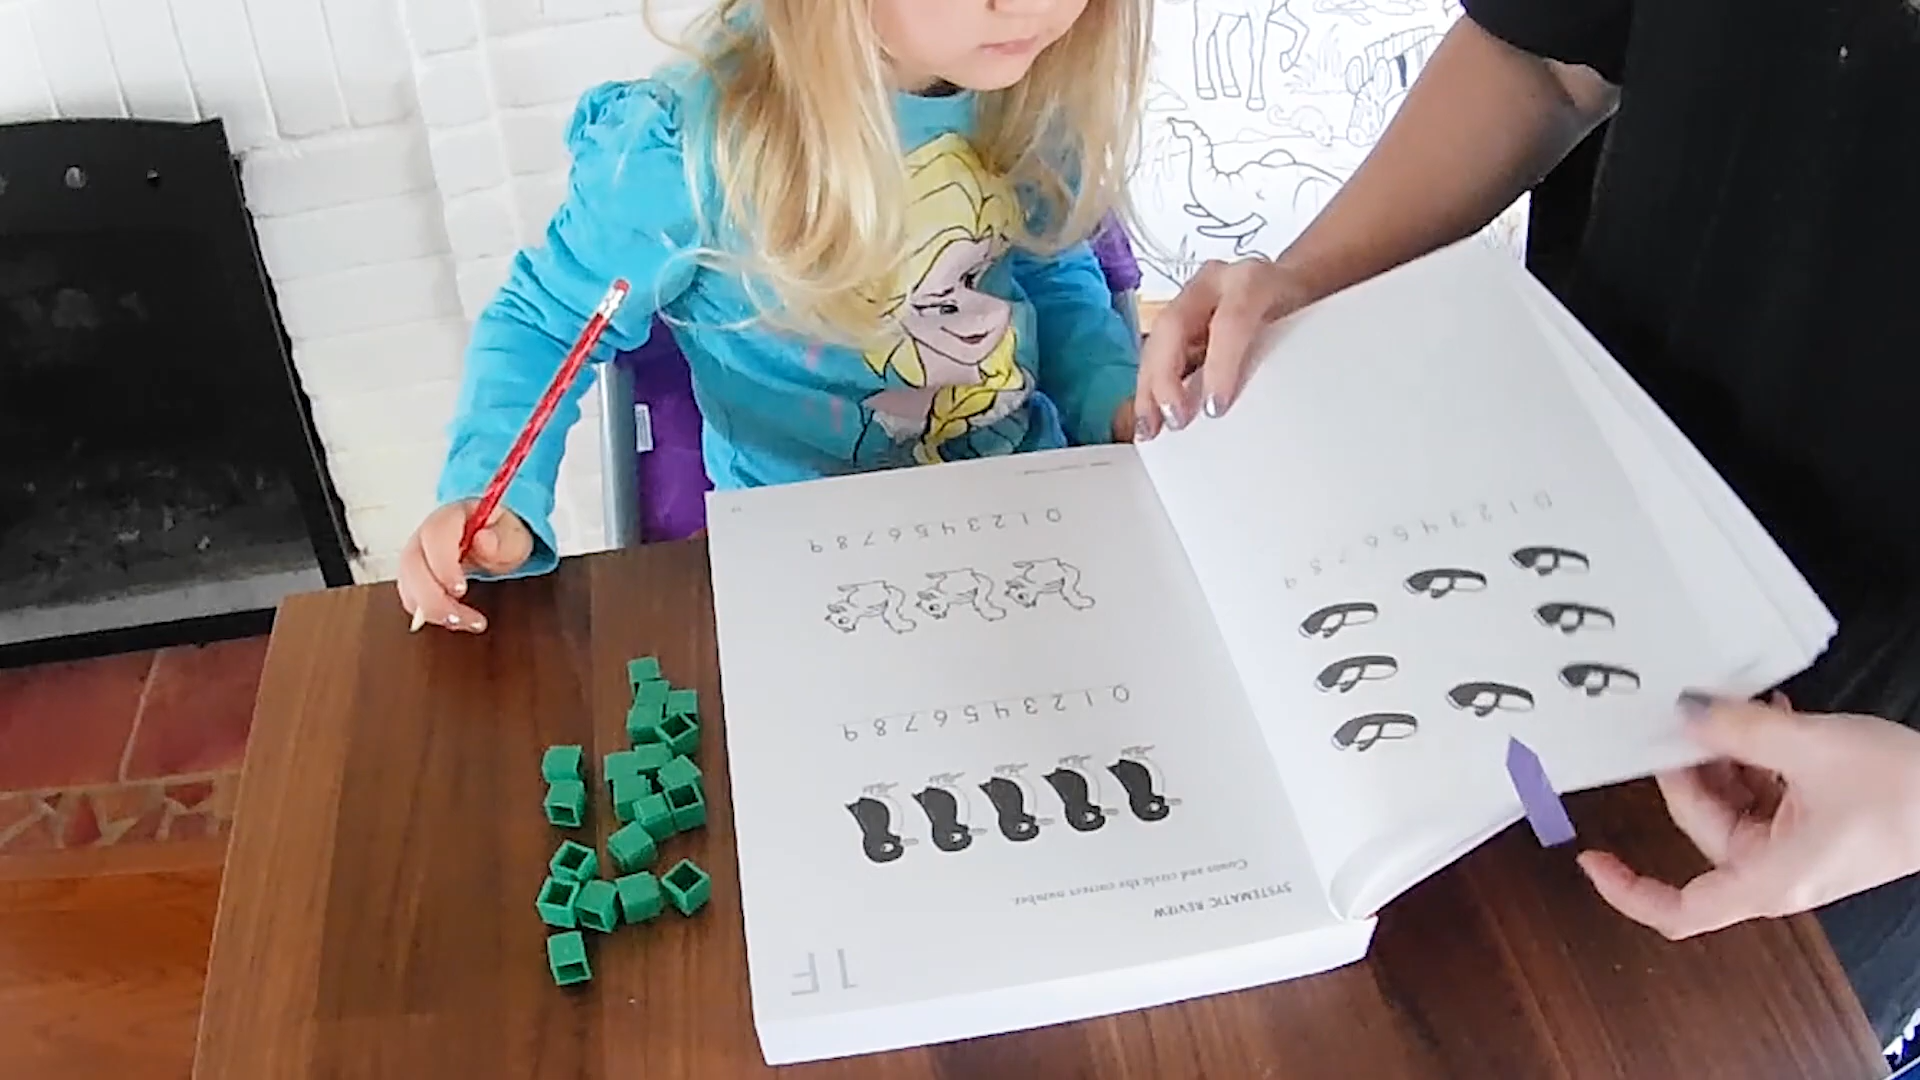 1F
SYSTEMATIC REVIEW
Count and circle the correct number.
0 1 2 3 4 5 6 7 8 9
0 1 2 3 4 5 6 7 8 9
0 1 2 3 4 5 6 7 8 9